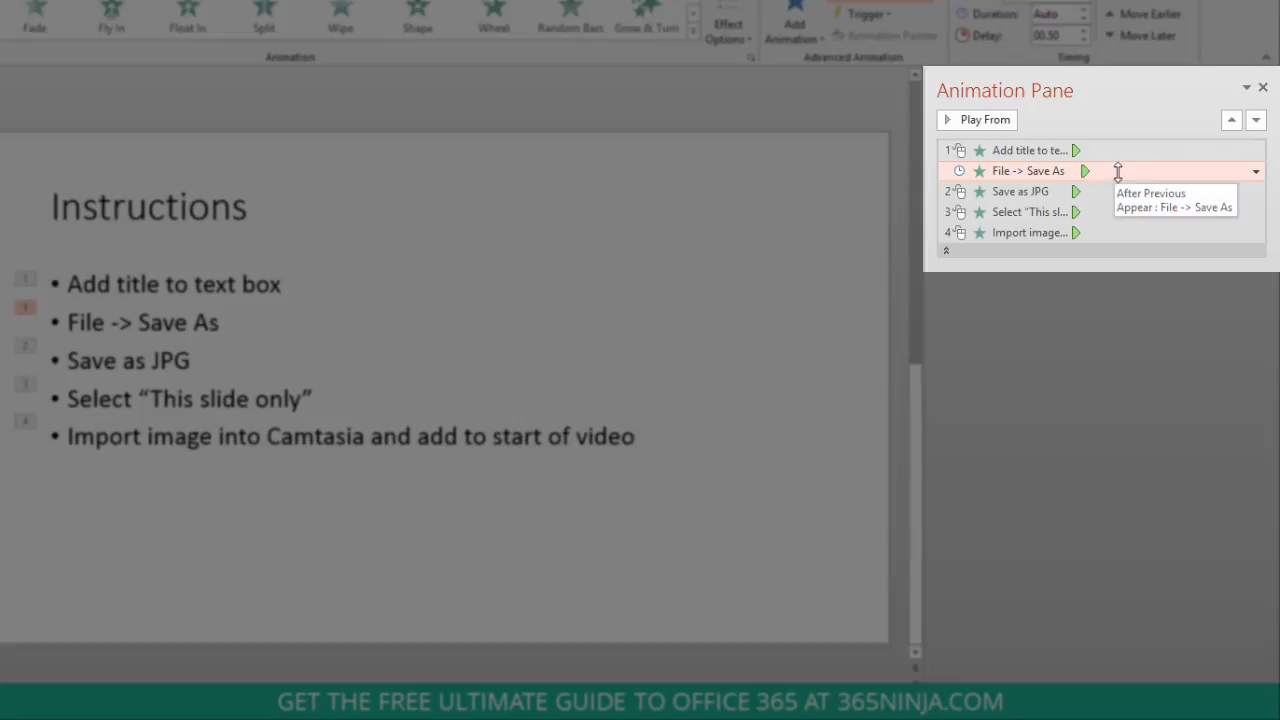 Fade Fly In Float In Split Wipe Shape Wheel Random Bars Grow & Turn
Effect Options
Add Animation
Trigger
Animation Painter
Duration: Auto
Delay: 00.50
Move Earlier
Move Later
Animation
Advanced Animation
Timing
Animation Pane
Play From
1 Add title to te...
File -> Save As
2 Save as JPG
3 Select “This sl...
4 Import image...
After Previous
Appear : File -> Save As
Instructions
1 • Add title to text box
1 • File -> Save As
2 • Save as JPG
3 • Select “This slide only”
4 • Import image into Camtasia and add to start of video
GET THE FREE ULTIMATE GUIDE TO OFFICE 365 AT 365NINJA.COM